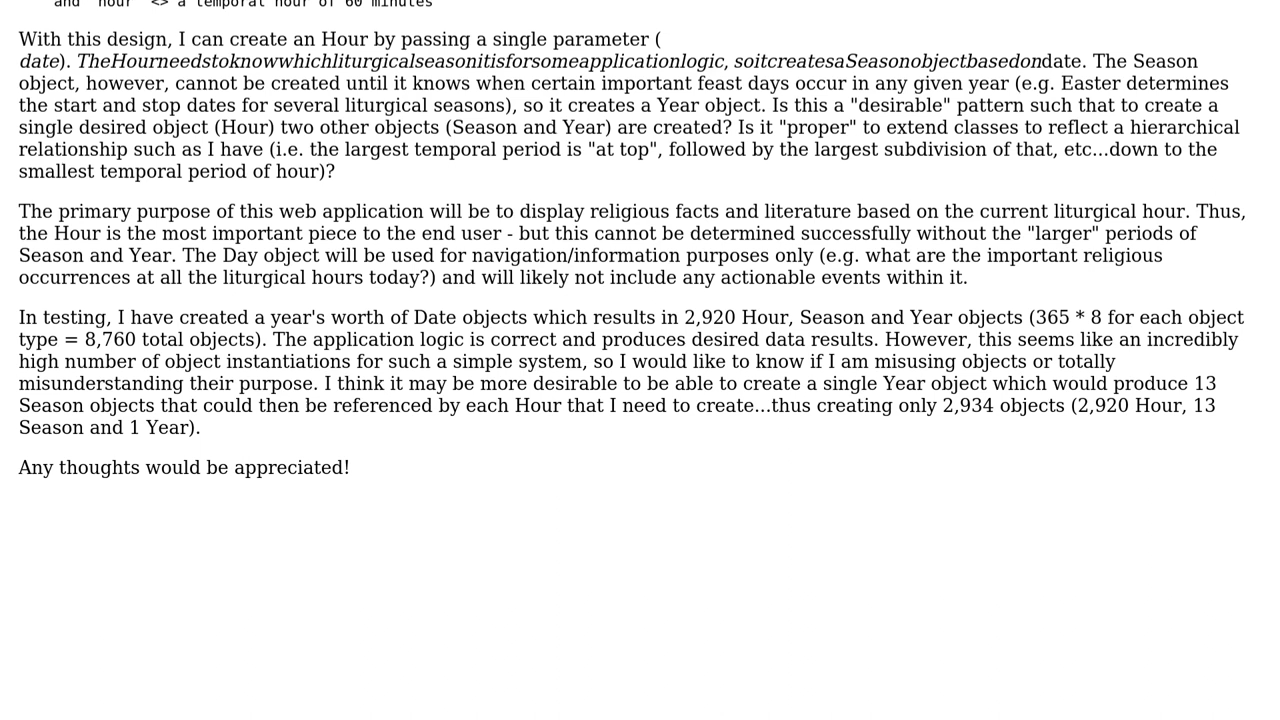 and "hour" <> a temporal hour of 60 minutes
With this design, I can create an Hour by passing a single parameter (
date). TheHourneedstoknowwhichliturgicalseasonitisforsomeapplicationlogic, soitcreatesaSeasonobjectbasedondate. The Season
object, however, cannot be created until it knows when certain important feast days occur in any given year (e.g. Easter determines
the start and stop dates for several liturgical seasons), so it creates a Year object. Is this a "desirable" pattern such that to create a
single desired object (Hour) two other objects (Season and Year) are created? Is it "proper" to extend classes to reflect a hierarchical
relationship such as I have (i.e. the largest temporal period is "at top", followed by the largest subdivision of that, etc...down to the
smallest temporal period of hour)?
The primary purpose of this web application will be to display religious facts and literature based on the current liturgical hour. Thus,
the Hour is the most important piece to the end user - but this cannot be determined successfully without the "larger" periods of
Season and Year. The Day object will be used for navigation/information purposes only (e.g. what are the important religious
occurrences at all the liturgical hours today?) and will likely not include any actionable events within it.
In testing, I have created a year's worth of Date objects which results in 2,920 Hour, Season and Year objects (365 * 8 for each object
type = 8,760 total objects). The application logic is correct and produces desired data results. However, this seems like an incredibly
high number of object instantiations for such a simple system, so I would like to know if I am misusing objects or totally
misunderstanding their purpose. I think it may be more desirable to be able to create a single Year object which would produce 13
Season objects that could then be referenced by each Hour that I need to create...thus creating only 2,934 objects (2,920 Hour, 13
Season and 1 Year).
Any thoughts would be appreciated!